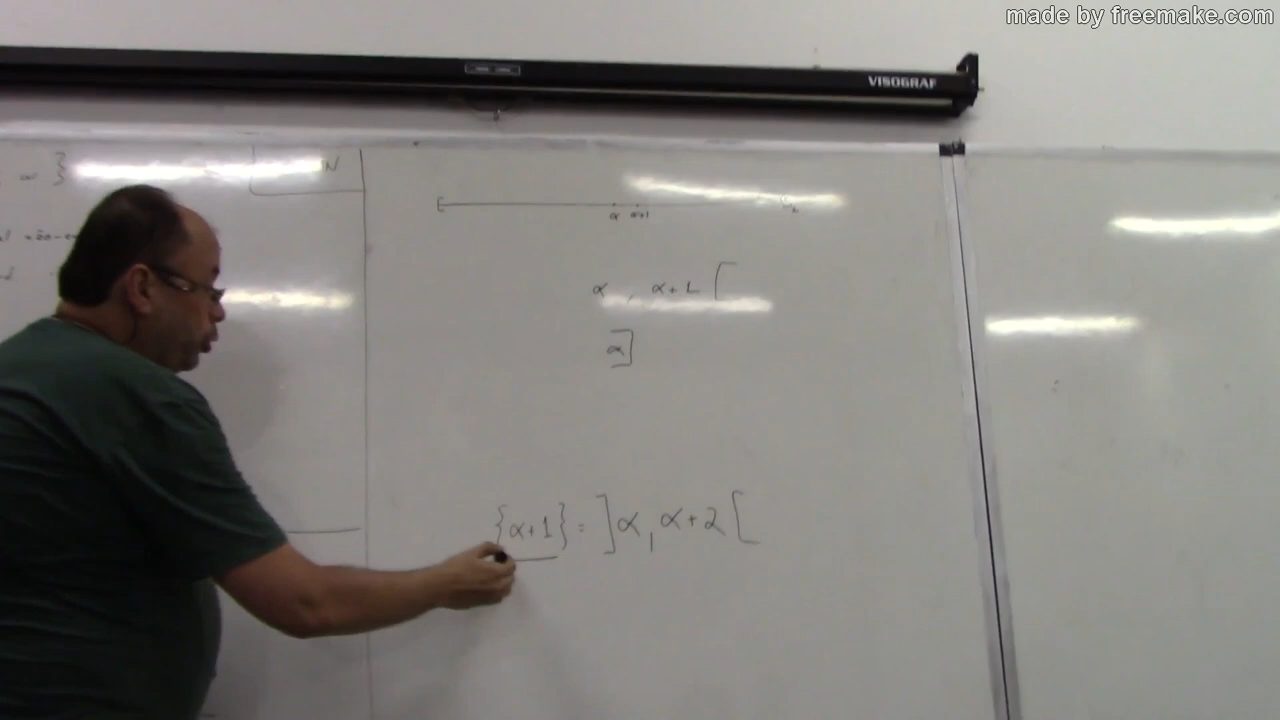 made by freemake.com
VISOGRAF
∞ }
N
[
α α+1
α , α+1 [
α ]
{α+1} = ]α, α+2[